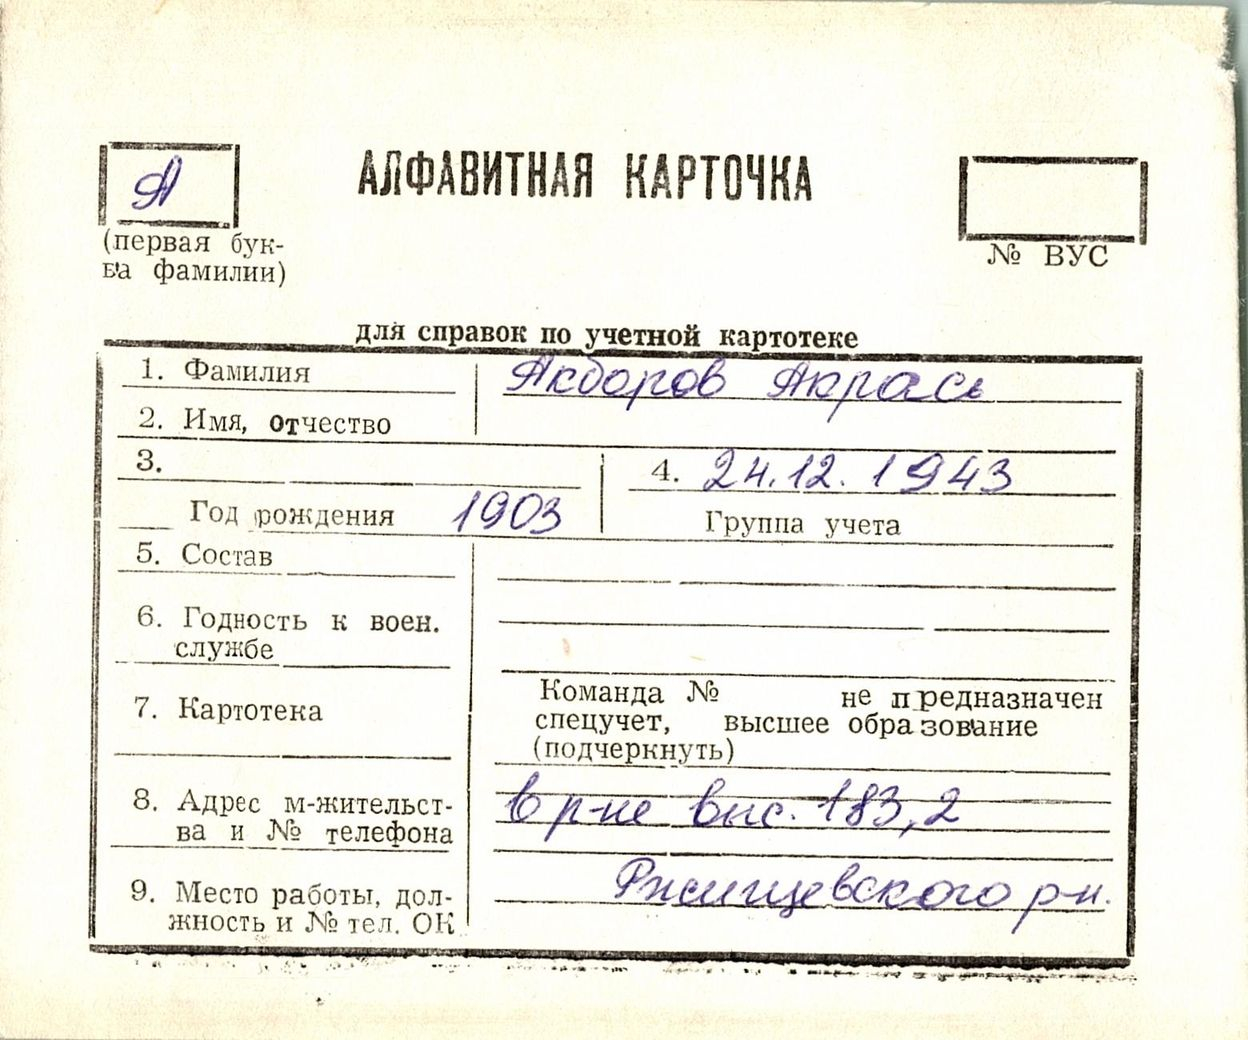 А
АЛФАВИТНАЯ КАРТОЧКА
(первая бук-
ва фамилии)
№ ВУС
для справок по учетной картотеке
1. Фамилия Акборов Акрась
2. Имя, отчество
3.
4. 24.12.1943
Год рождения 1903
Группа учета
5. Состав
6. Годность к воен.
службе
7. Картотека
Команда № не предназначен
спецучет, высшее образование
(подчеркнуть)
8. Адрес м-жительст-
ва и № телефона
в р-не выс. 183,2
Ржищевского р-н.
9. Место работы, дол-
жность и № тел. ОК